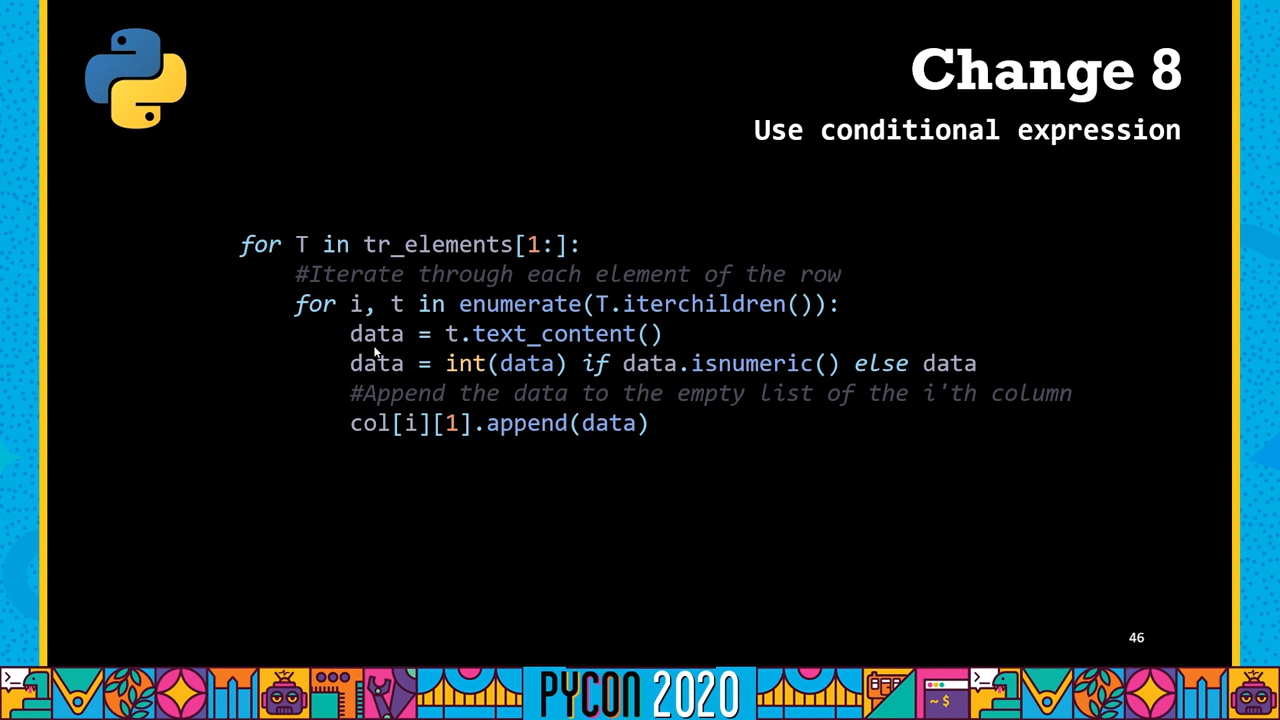 Change 8
Use conditional expression
for T in tr_elements[1:]:
    #Iterate through each element of the row
    for i, t in enumerate(T.iterchildren()):
        data = t.text_content()
        data = int(data) if data.isnumeric() else data
        #Append the data to the empty list of the i'th column
        col[i][1].append(data)
46
PYCON 2020
~$